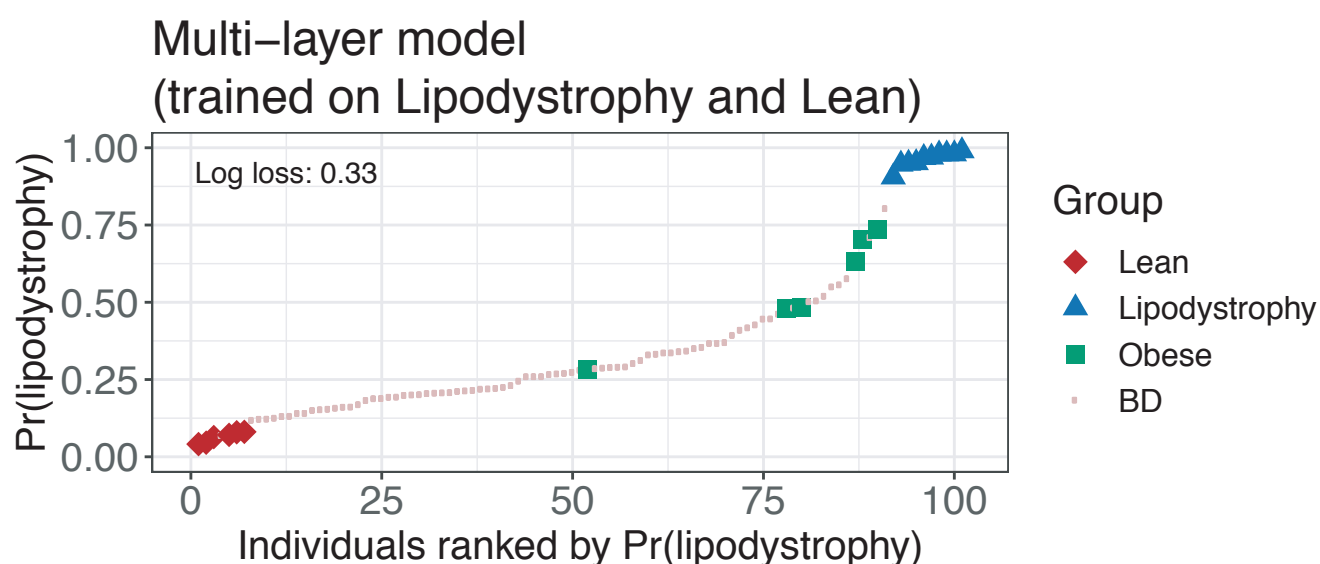 Multi−layer model
(trained on Lipodystrophy and Lean)
Log loss: 0.33
Pr(lipodystrophy)
1.00
0.75
0.50
0.25
0.00
0 25 50 75 100
Individuals ranked by Pr(lipodystrophy)
Group
Lean
Lipodystrophy
Obese
BD